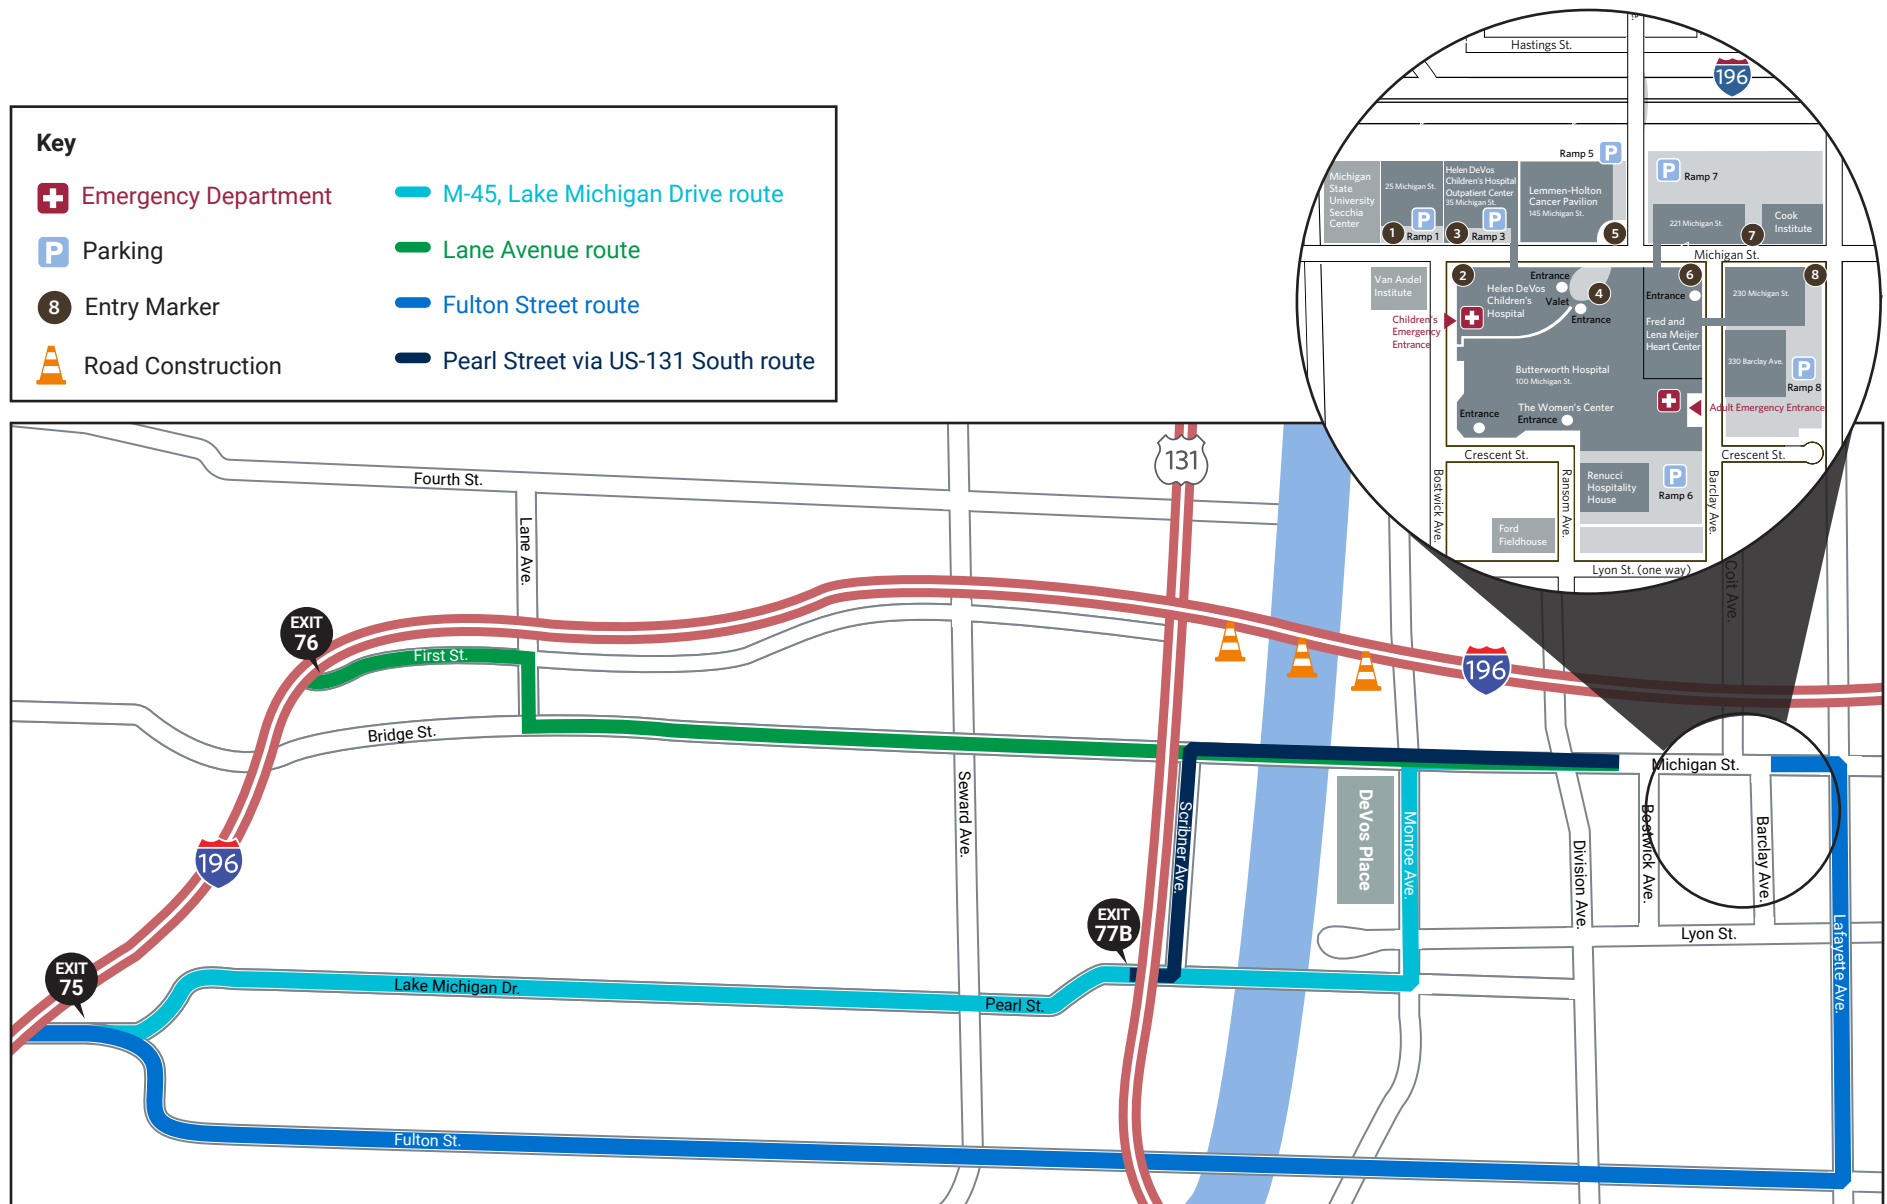 Key
Emergency Department
P Parking
8 Entry Marker
Road Construction
M-45, Lake Michigan Drive route
Lane Avenue route
Fulton Street route
Pearl Street via US-131 South route
Hastings St.
196
Ramp 5 P
P Ramp 7
Michigan
State
University
Secchia
Center
25 Michigan St.
P
1 Ramp 1
Helen DeVos
Children's Hospital
Outpatient Center
35 Michigan St.
P
3 Ramp 3
Lemmen-Holton
Cancer Pavilion
145 Michigan St.
5
221 Michigan St.
7
Cook
Institute
Michigan St.
Van Andel
Institute
2
Helen DeVos
Children's
Hospital
Entrance
Valet
4
Entrance
6
Entrance
Fred and
Lena Meijer
Heart Center
8
230 Michigan St.
330 Barclay Ave.
P
Ramp 8
Children's
Emergency
Entrance
Butterworth Hospital
100 Michigan St.
The Women's Center
Entrance
Entrance
Adult Emergency Entrance
Crescent St.
Crescent St.
Bostwick Ave.
Ransom Ave.
Barclay Ave.
Renucci
Hospitality
House
P
Ramp 6
Ford
Fieldhouse
Lyon St. (one way)
Coit Ave.
Fourth St.
Lane Ave.
131
EXIT
76
First St.
196
Bridge St.
Michigan St.
Seward Ave.
Scribner Ave.
DeVos Place
Monroe Ave.
Division Ave.
Bostwick Ave.
Barclay Ave.
Lafayette Ave.
Lyon St.
196
EXIT
77B
EXIT
75
Lake Michigan Dr.
Pearl St.
Fulton St.